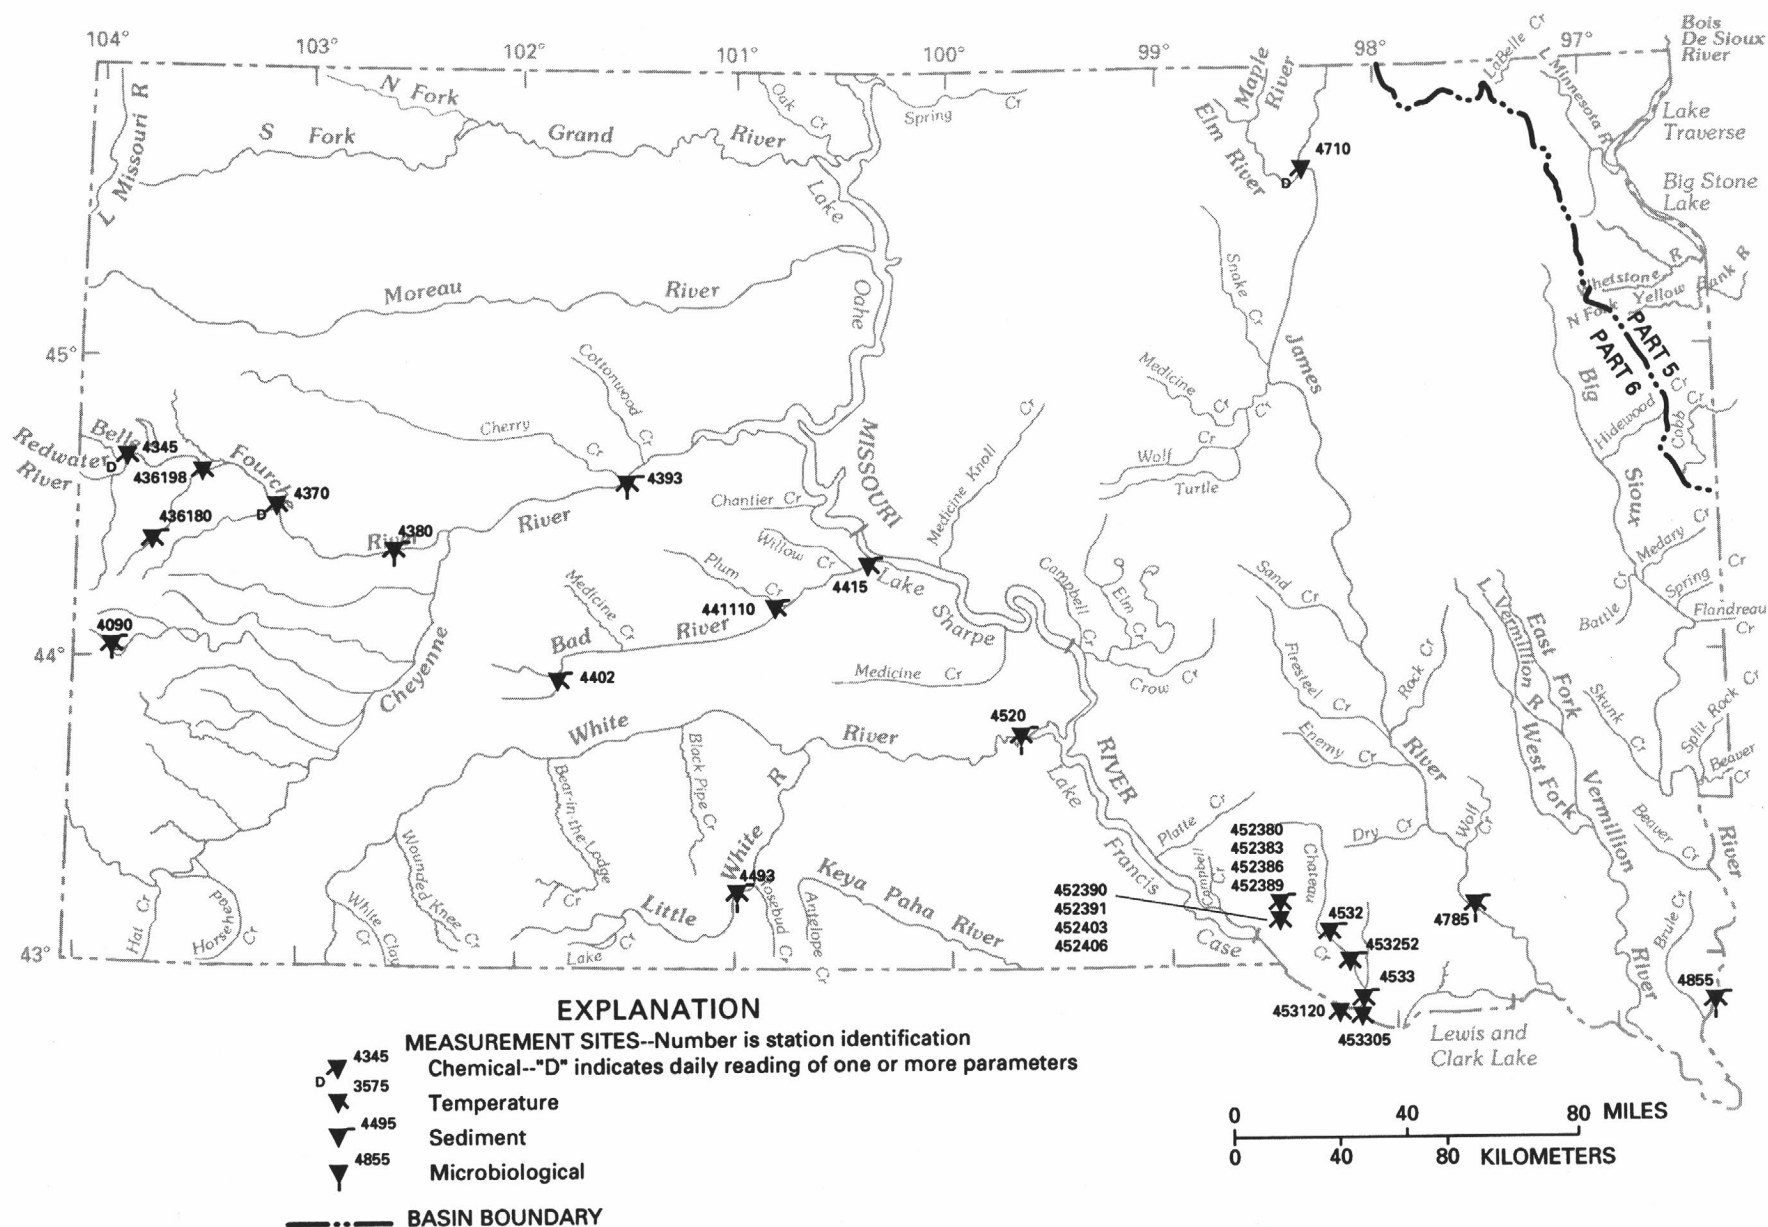 104°
103°
102°
101°
100°
99°
98°
97°
Bois
De Sioux
River
LaBelle Cr
L Minnesota R
Lake
Traverse
Big Stone
Lake
L Missouri R
N Fork
S Fork
Grand River
Oak Cr
Spring Cr
Maple River
Elm River
4710
D
Lake
Oahe
Moreau River
Snake Cr
James
Whetstone R
N Fork Yellow Bank R
PART 5
PART 6
45°
Cottonwood Cr
Cherry Cr
Medicine Cr
Cr
Big
Sioux
Hidewood Cr
Cobb Cr
Belle
Fourche
River
Redwater
River
4345
D
436198
4370
D
436180
4380
4393
River
Chantier Cr
MISSOURI
Medicine Knoll Cr
Wolf Cr
Turtle
Willow Cr
Plum Cr
4415
441110
Lake
Sharpe
Medicine Cr
Bad River
4402
Medicine Cr
Campbell Cr
Elm Cr
Crow Cr
Sand Cr
Firesteel Cr
Rock Cr
Enemy Cr
River
L Vermillion R
East Fork
West Fork
Vermillion
River
Medary Cr
Spring Cr
Battle Cr
Flandreau Cr
Skunk Cr
Split Rock Cr
Beaver Cr
Beaver Cr
River
4090
44°
Cheyenne
White River
4520
RIVER
Lake
Francis
Case
Black Pipe Cr
Bear-in-the-Lodge Cr
Wounded Knee Cr
White Clay Cr
Hat Cr
Horsehead Cr
Little White R
4493
Rosebud Cr
Antelope Cr
Lake Cr
Keya Paha River
Platte Cr
Campbell Cr
Dry Cr
Wolf Cr
452380
452383
452386
452389
452390
452391
452403
452406
Chateau Cr
4532
453252
4533
453120
453305
4785
Brule Cr
4855
43°
Lewis and
Clark Lake
EXPLANATION
MEASUREMENT SITES--Number is station identification
4345
D
Chemical--"D" indicates daily reading of one or more parameters
3575
Temperature
4495
Sediment
4855
Microbiological
BASIN BOUNDARY
0 40 80 MILES
0 40 80 KILOMETERS